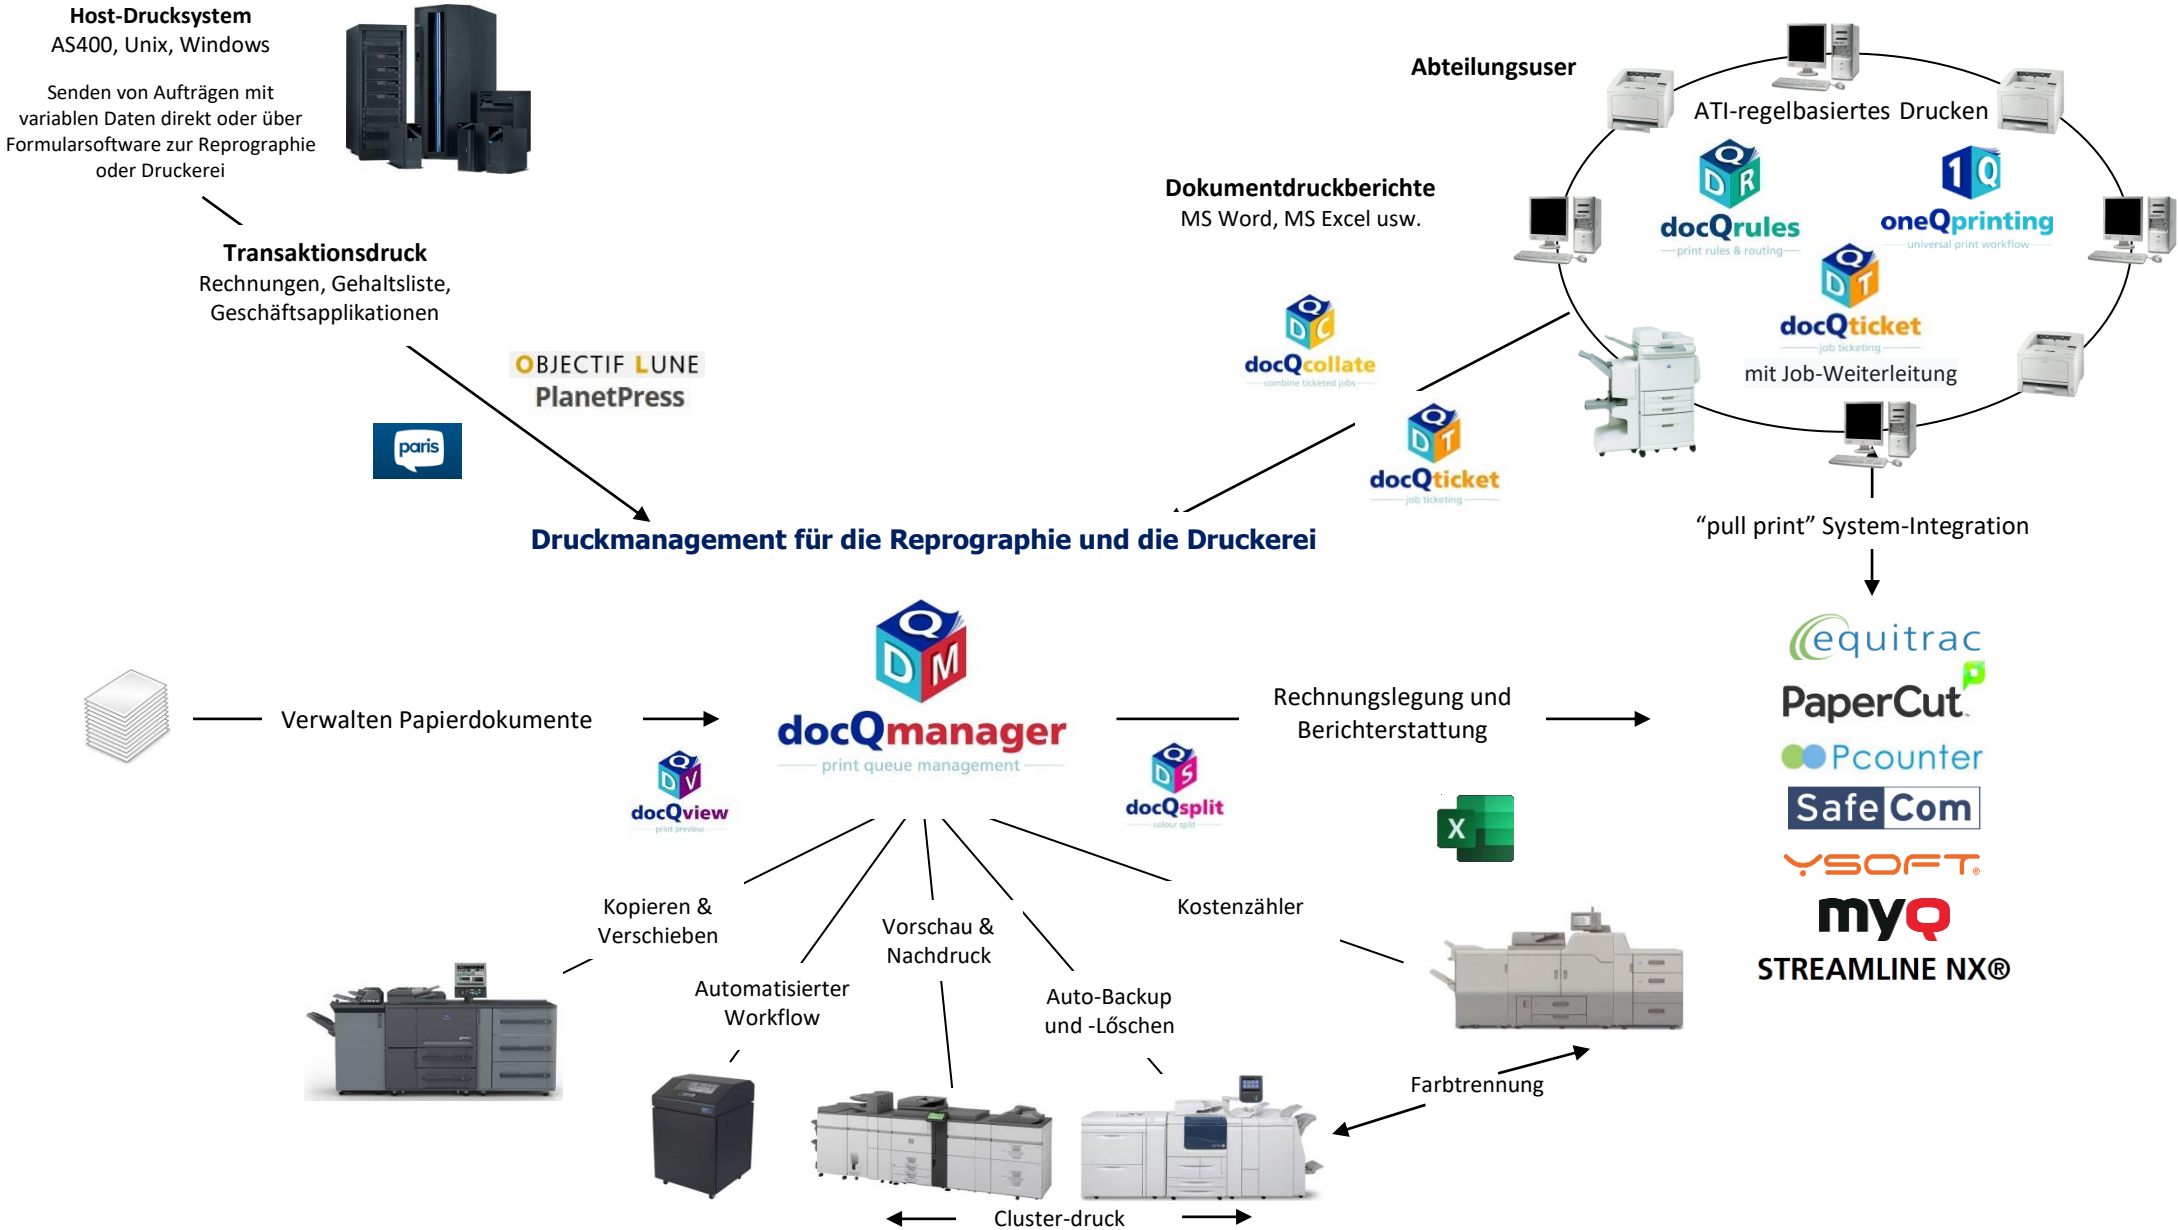 Host-Drucksystem
AS400, Unix, Windows
Senden von Aufträgen mit
variablen Daten direkt oder über
Formularsoftware zur Reprographie
oder Druckerei
Transaktionsdruck
Rechnungen, Gehaltsliste,
Geschäftsapplikationen
OBJECTIF LUNE
PlanetPress
paris
Abteilungsuser
ATI-regelbasiertes Drucken
Q
D R
docQrules
print rules & routing
1Q
oneQprinting
universal print workflow
Q
D T
docQticket
job ticketing
mit Job-Weiterleitung
Dokumentdruckberichte
MS Word, MS Excel usw.
Q
D C
docQcollate
combine ticketed jobs
Q
D T
docQticket
job ticketing
“pull print” System-Integration
Druckmanagement für die Reprographie und die Druckerei
Q
D M
docQmanager
print queue management
Verwalten Papierdokumente
Q
D V
docQview
print preview
Q
D S
docQsplit
colour split
Rechnungslegung und
Berichterstattung
X
equitrac
PaperCut
Pcounter
SafeCom
YSOFT®
myQ
STREAMLINE NX®
Kopieren &
Verschieben
Automatisierter
Workflow
Vorschau &
Nachdruck
Auto-Backup
und -Lőschen
Kostenzähler
Farbtrennung
Cluster-druck